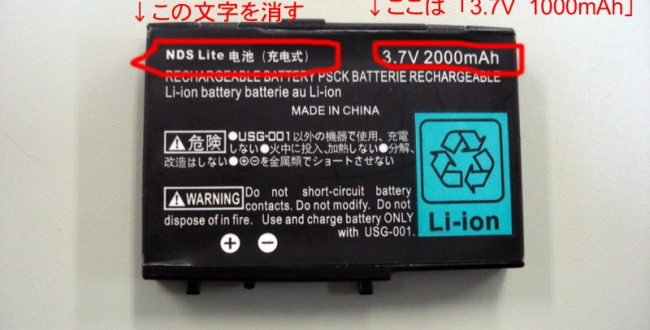 ↓この文字を消す
↓ここは「3.7V 1000mAh」
NDS Lite 电池（充电式） 3.7V 2000mAh
RECHARGEABLE BATTERY PSCK BATTERIE RECHARGEABLE
Li-ion battery batterie au Li-ion
MADE IN CHINA
危険 ●USG-001以外の機器で使用、充電
しない●火中に投入、加熱しない●分解、
改造はしない●⊕⊖を金属類でショートさせない
WARNING Do not short-circuit battery
contacts. Do not modify. Do not
dispose of in fire. Use and charge battery ONLY
with USG-001.
Li-ion
+ −